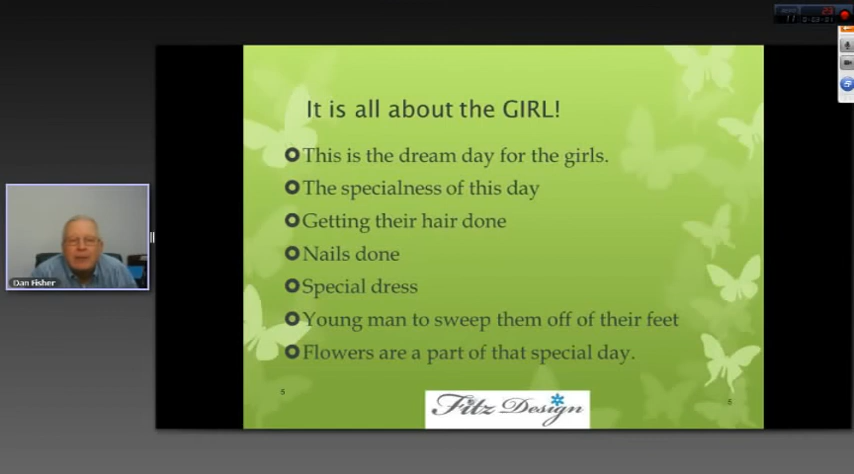 23
It is all about the GIRL!
This is the dream day for the girls.
The specialness of this day
Getting their hair done
Nails done
Special dress
Young man to sweep them off of their feet
Flowers are a part of that special day.
Dan Fisher
5
5
Fitz Design